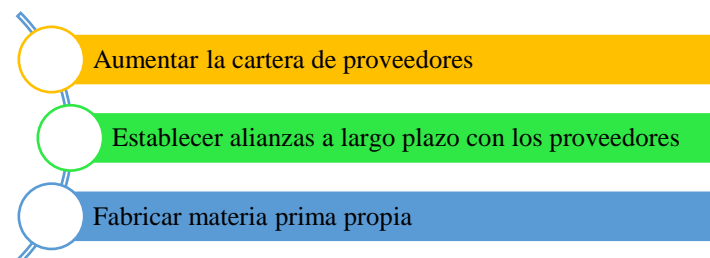 Aumentar la cartera de proveedores
Establecer alianzas a largo plazo con los proveedores
Fabricar materia prima propia